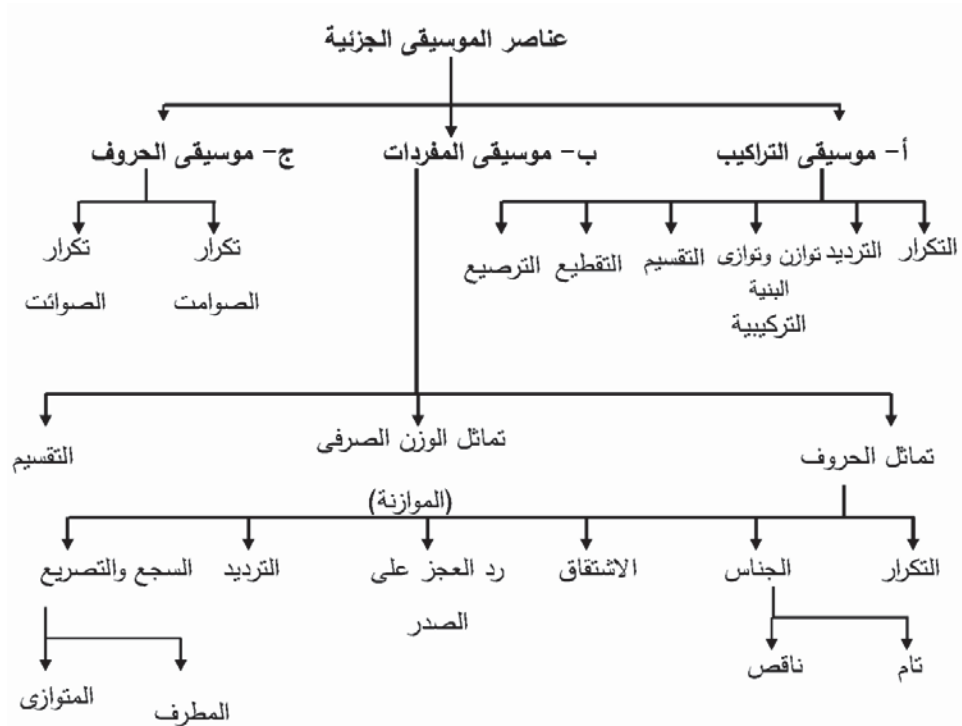 عناصر الموسيقى الجزئية
أ- موسيقى التراكيب
ب- موسيقى المفردات
ج- موسيقى الحروف
التكرار
الترديد
توازن وتوازى
البنية
التركيبية
التقسيم
التقطيع
الترصيع
تكرار
الصوامت
تكرار
الصوائت
تماثل الحروف
تماثل الوزن الصرفى
(الموازنة)
التقسيم
التكرار
الجناس
الاشتقاق
رد العجز على
الصدر
الترديد
السجع والتصريع
تام
ناقص
المطرف
المتوازى